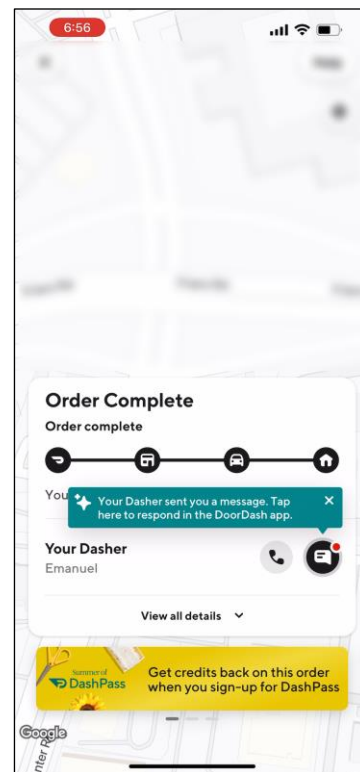 6:56
Order Complete
Order complete
You
Your Dasher sent you a message. Tap
here to respond in the DoorDash app.
Your Dasher
Emanuel
View all details
Summer of
DashPass
Get credits back on this order
when you sign-up for DashPass
Google
nter R